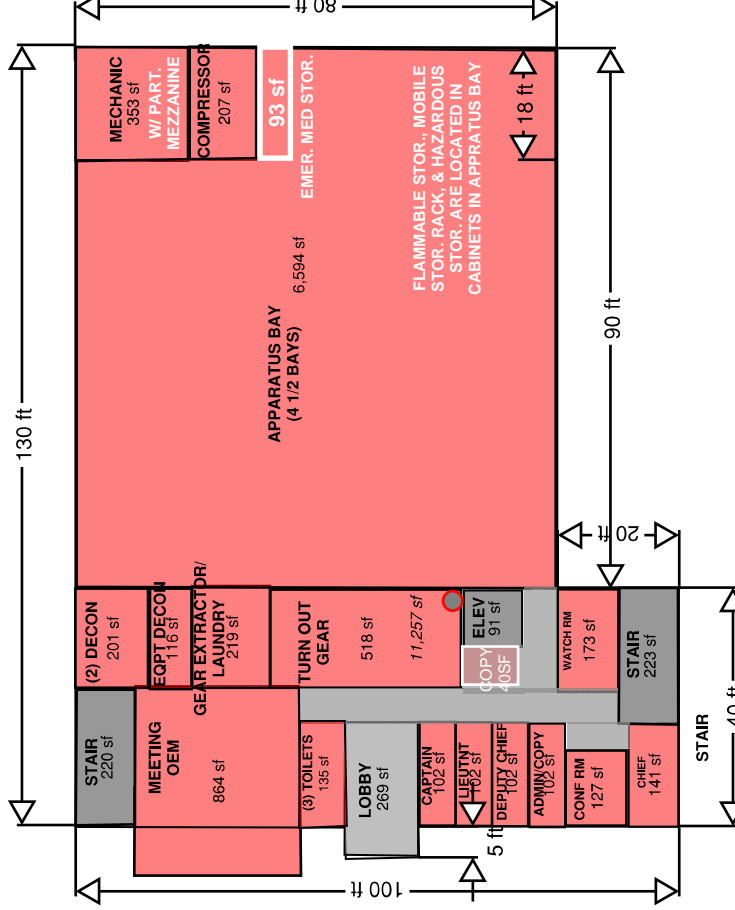 80 ft
130 ft
MECHANIC
353 sf
W/ PART.
MEZZANINE
COMPRESSOR
207 sf
93 sf
EMER. MED STOR.
FLAMMABLE STOR., MOBILE
STOR. RACK, & HAZARDOUS
STOR. ARE LOCATED IN
CABINETS IN APPRATUS BAY
18 ft
APPARATUS BAY
(4 1/2 BAYS)
6,594 sf
90 ft
20 ft
(2) DECON
201 sf
EQPT DECON
116 sf
GEAR EXTRACTOR/
LAUNDRY
219 sf
TURN OUT
GEAR
518 sf
11,257 sf
ELEV
91 sf
COPY
40SF
WATCH RM
173 sf
STAIR
223 sf
STAIR
220 sf
MEETING
OEM
864 sf
(3) TOILETS
135 sf
LOBBY
269 sf
CAPTAIN
102 sf
LIEUTNT
102 sf
DEPUTY CHIEF
102 sf
ADMIN/COPY
102 sf
CONF RM
127 sf
CHIEF
141 sf
STAIR
40 ft
5 ft
100 ft